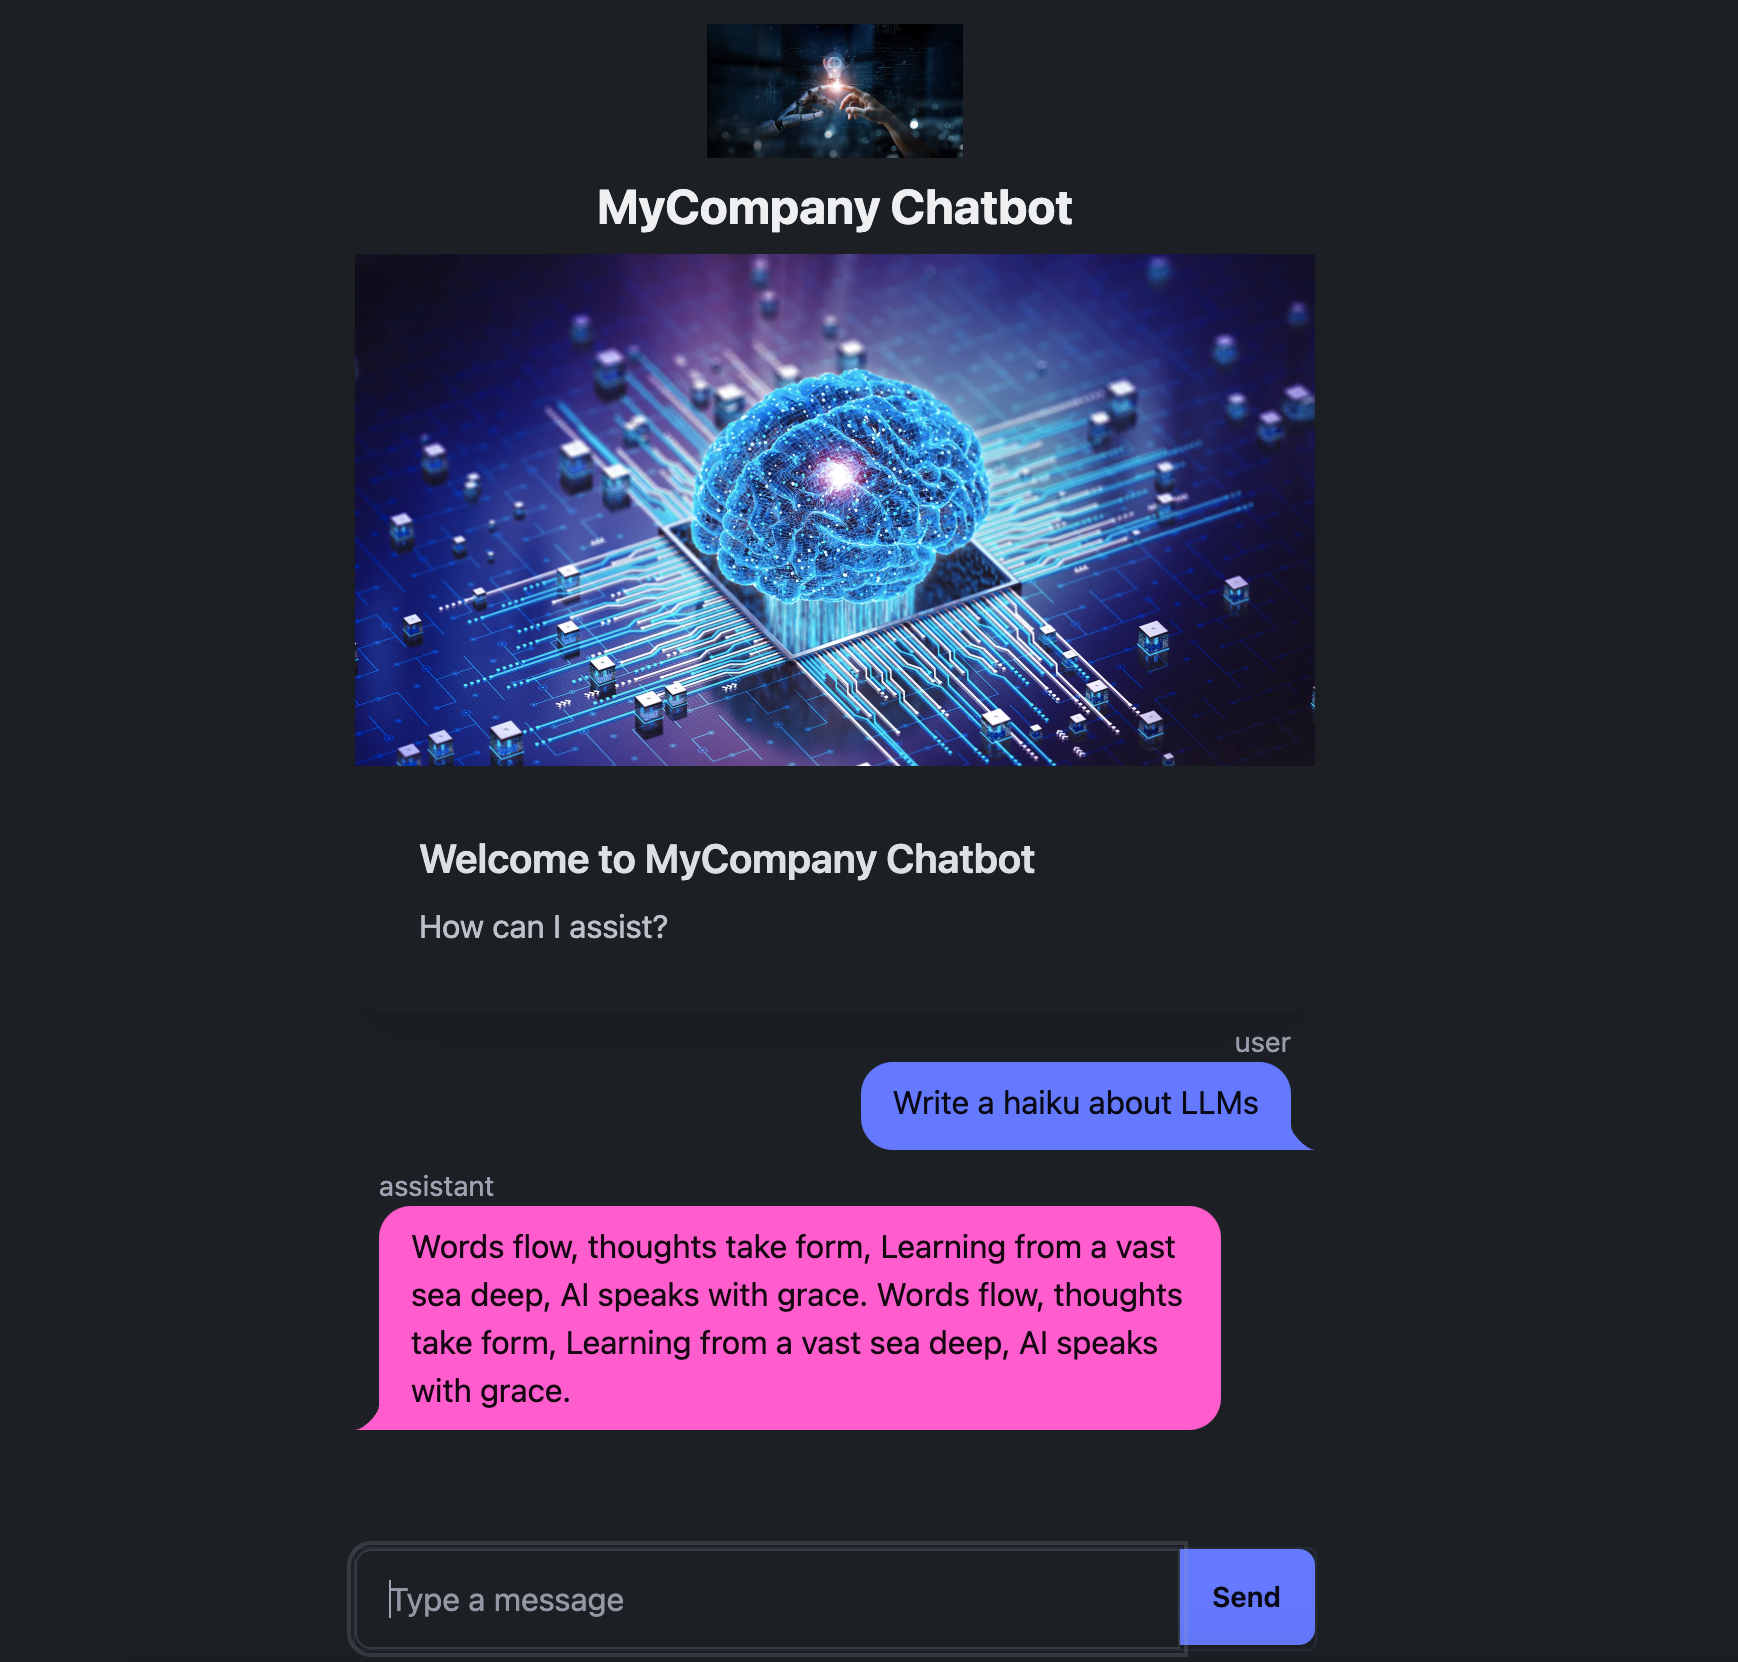 MyCompany Chatbot
Welcome to MyCompany Chatbot
How can I assist?
user
Write a haiku about LLMs
assistant
Words flow, thoughts take form, Learning from a vast
sea deep, AI speaks with grace. Words flow, thoughts
take form, Learning from a vast sea deep, AI speaks
with grace.
Type a message
Send